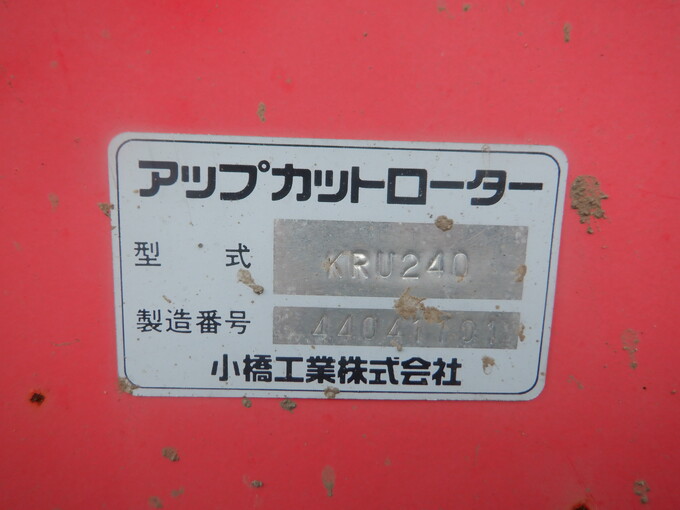 アップカットローター
型 式 KRU240
製造番号
小橋工業株式会社